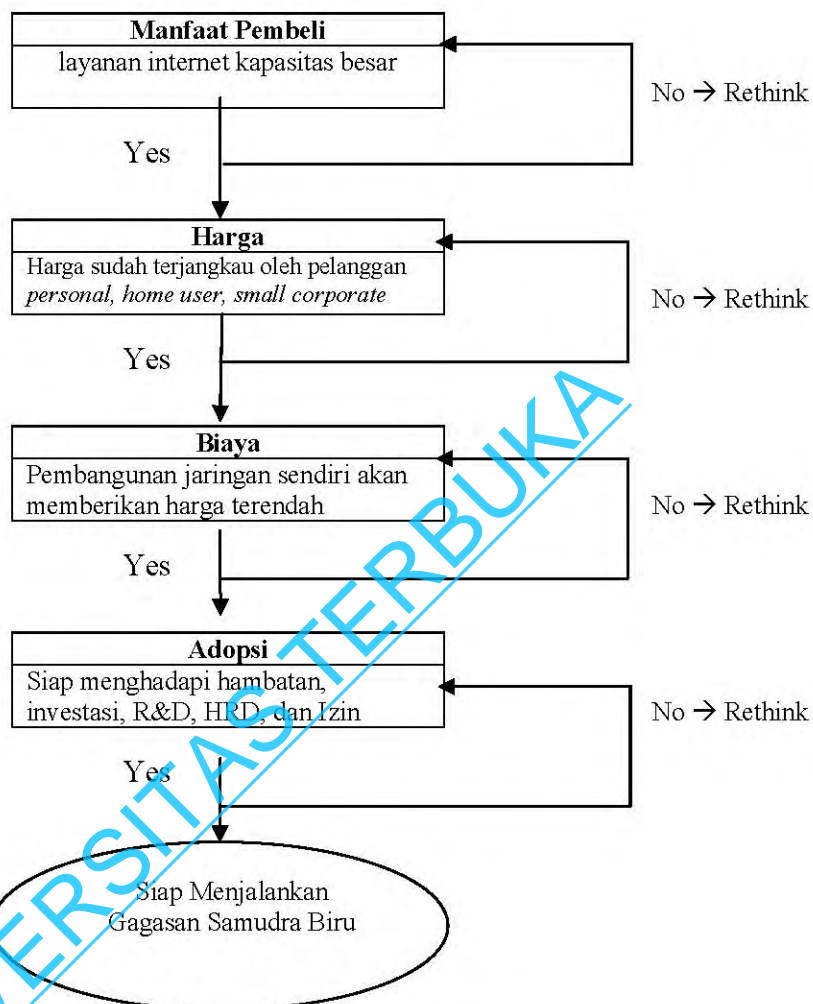 Manfaat Pembeli
layanan internet kapasitas besar
No → Rethink
Yes
Harga
Harga sudah terjangkau oleh pelanggan
personal, home user, small corporate
No → Rethink
Yes
Biaya
Pembangunan jaringan sendiri akan
memberikan harga terendah
No → Rethink
Yes
Adopsi
Siap menghadapi hambatan,
investasi, R&D, HRD, dan Izin
No → Rethink
Yes
Siap Menjalankan
Gagasan Samudra Biru
VERSITAS TERBUKA